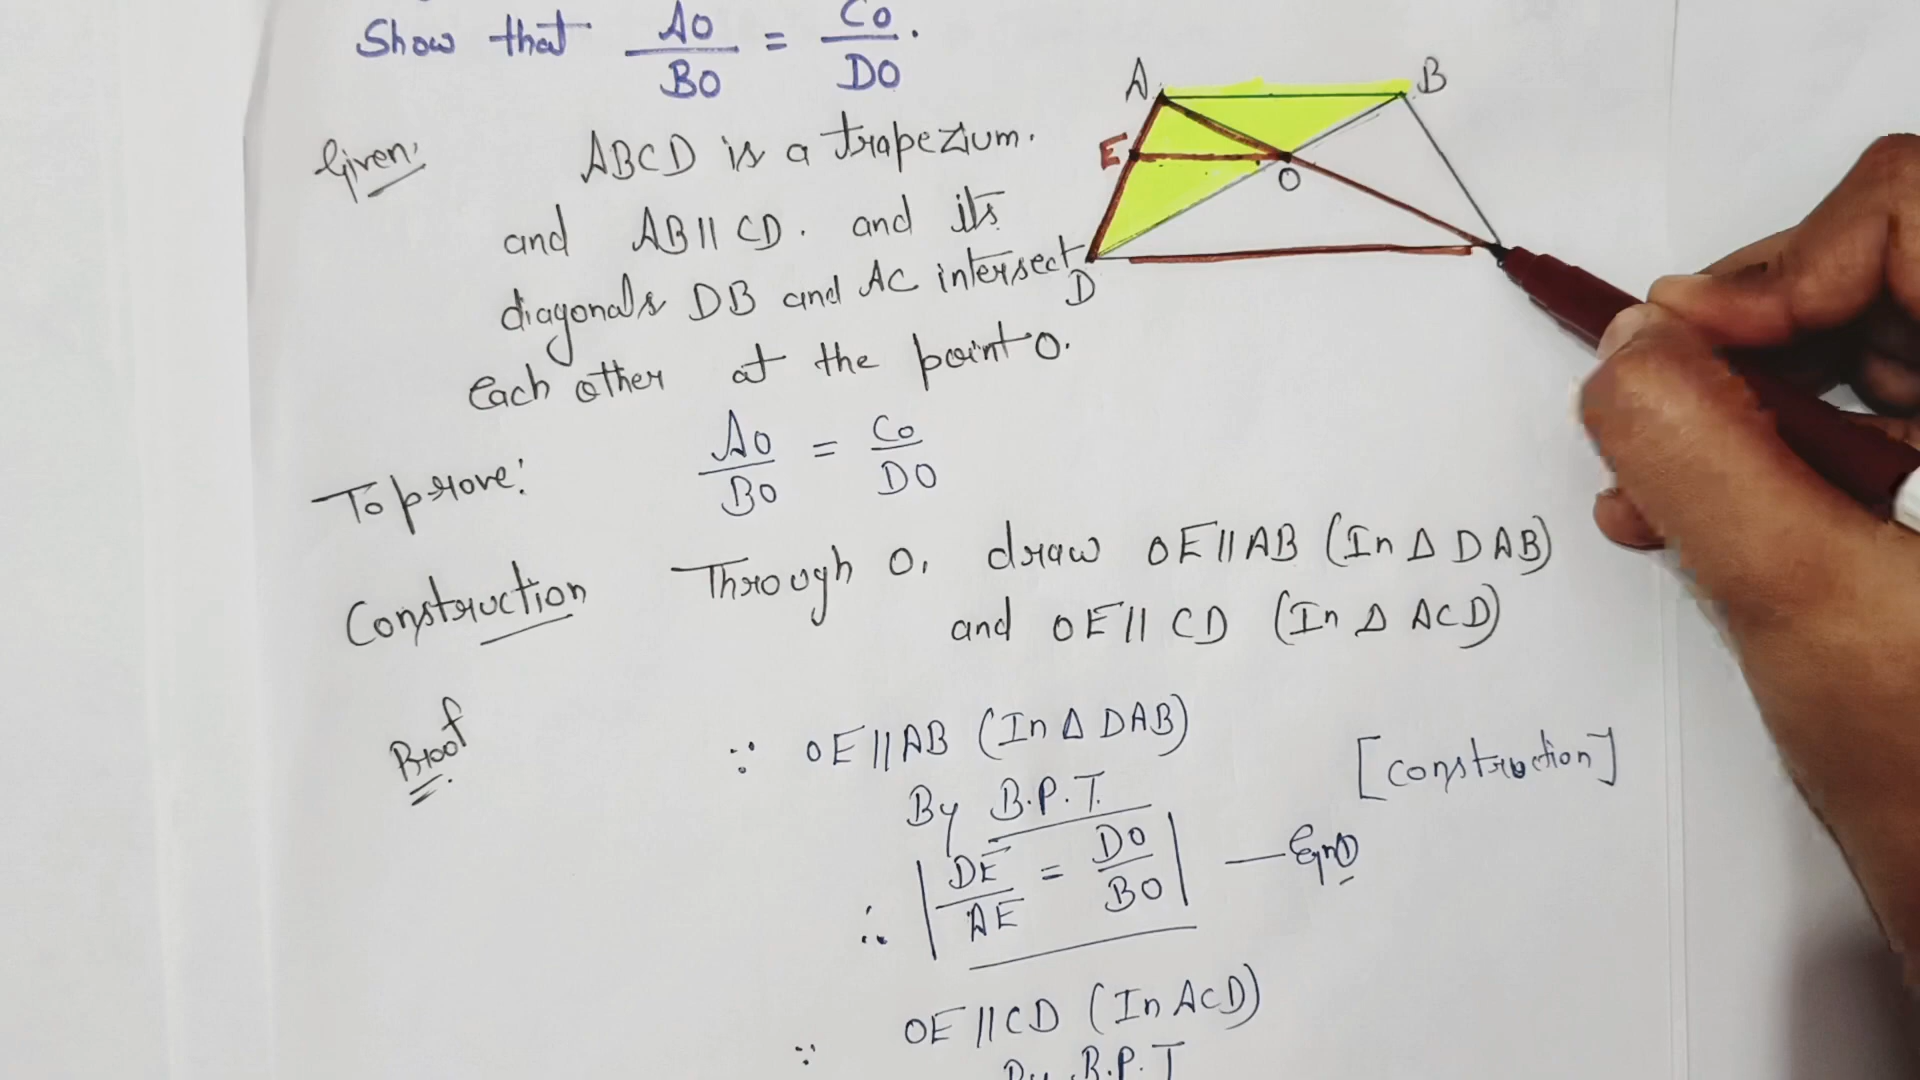 Show that AO/BO = CO/DO.
Given: ABCD is a trapezium.
and AB || CD. and its
diagonals DB and AC intersect
each other at the point O.
A B
E
O
D
To prove: AO/BO = CO/DO
Construction Through O, draw OE || AB (In Δ DAB)
and OE || CD (In Δ ACD)
Proof
∵ OE || AB (In Δ DAB) [construction]
By B.P.T.
∴ DE/AE = DO/BO — Eqn①
∵ OE || CD (In ACD)
By B.P.T